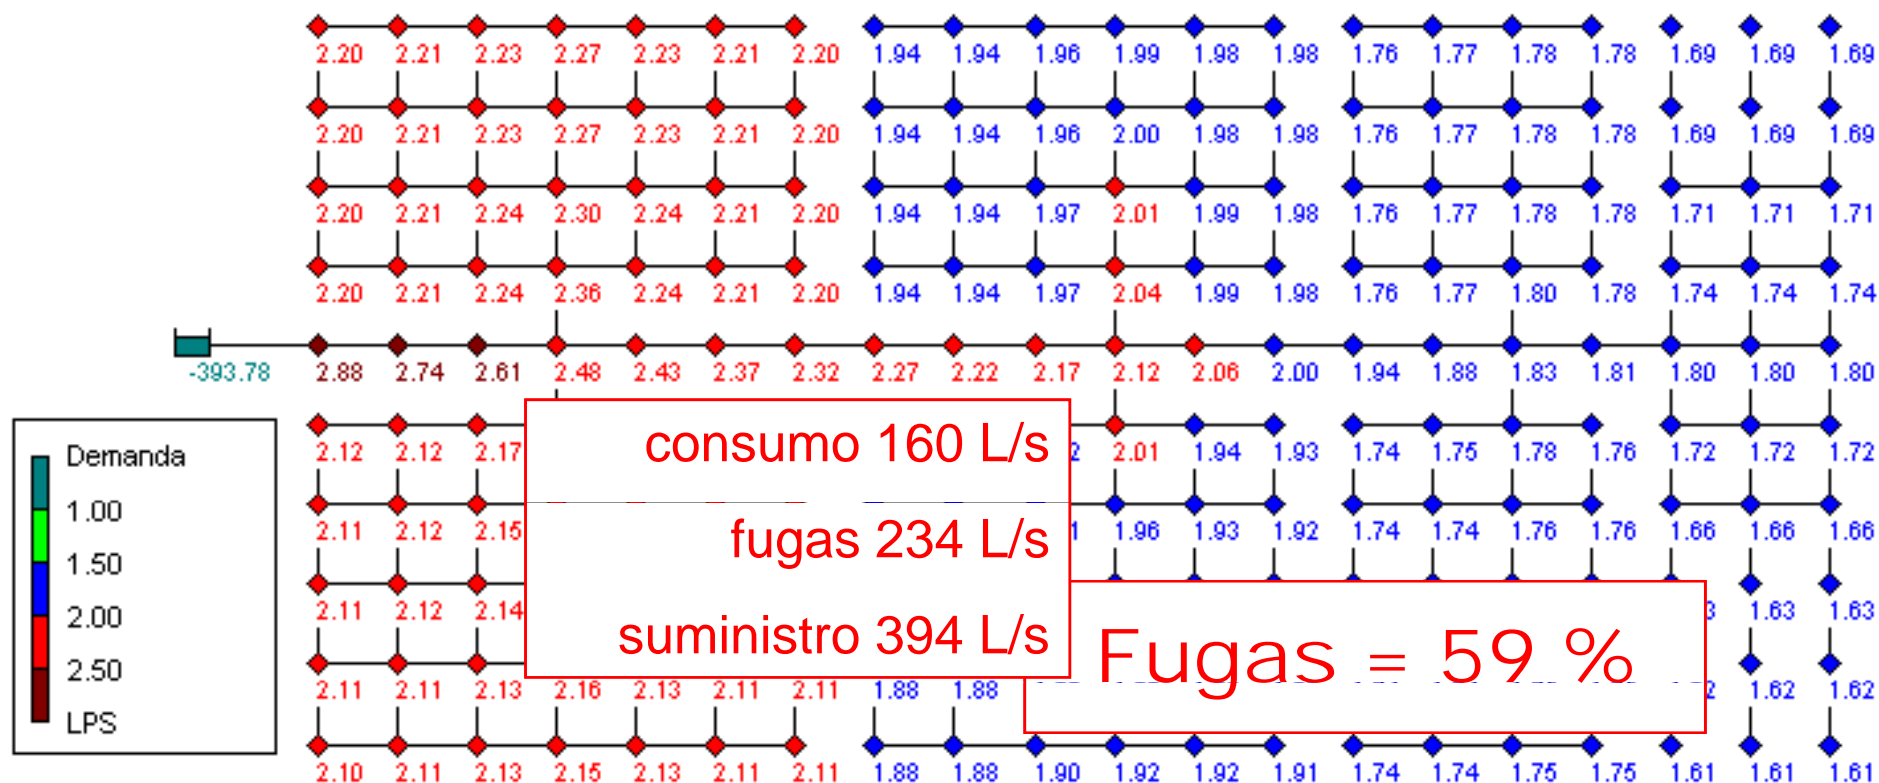 2.20 2.21 2.23 2.27 2.23 2.21 2.20 1.94 1.94 1.96 1.99 1.98 1.98 1.76 1.77 1.78 1.78 1.69 1.69 1.69
2.20 2.21 2.23 2.27 2.23 2.21 2.20 1.94 1.94 1.96 2.00 1.98 1.98 1.76 1.77 1.78 1.78 1.69 1.69 1.69
2.20 2.21 2.24 2.30 2.24 2.21 2.20 1.94 1.94 1.97 2.01 1.99 1.98 1.76 1.77 1.78 1.78 1.71 1.71 1.71
2.20 2.21 2.24 2.36 2.24 2.21 2.20 1.94 1.94 1.97 2.04 1.99 1.98 1.76 1.77 1.80 1.78 1.74 1.74 1.74
-393.78 2.88 2.74 2.61 2.48 2.43 2.37 2.32 2.27 2.22 2.17 2.12 2.06 2.00 1.94 1.88 1.83 1.81 1.80 1.80 1.80
2.12 2.12 2.17 2.01 1.94 1.93 1.74 1.75 1.78 1.76 1.72 1.72 1.72
2.11 2.12 2.15 1.96 1.93 1.92 1.74 1.74 1.76 1.76 1.66 1.66 1.66
2.11 2.12 2.14 1.63 1.63
2.11 2.11 2.13 2.16 2.13 2.11 2.11 1.88 1.88 1.62 1.62
2.10 2.11 2.13 2.15 2.13 2.11 2.11 1.88 1.88 1.90 1.92 1.92 1.91 1.74 1.74 1.75 1.75 1.61 1.61 1.61
Demanda
1.00
1.50
2.00
2.50
LPS
consumo 160 L/s
fugas 234 L/s
suministro 394 L/s
Fugas = 59 %